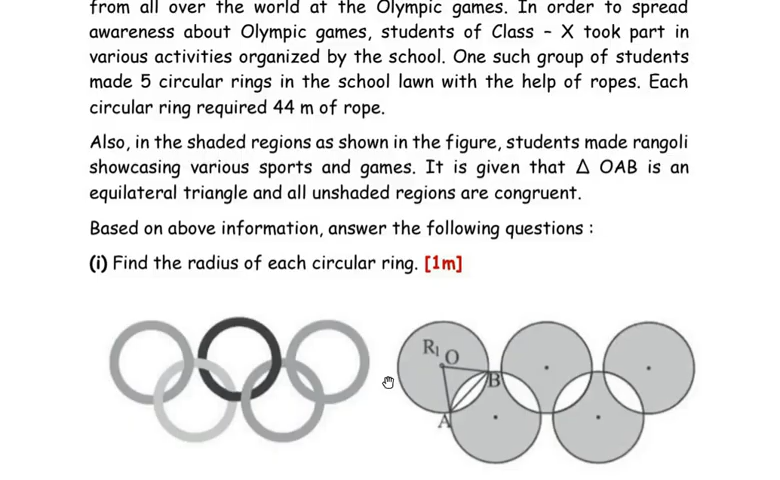 from all over the world at the Olympic games. In order to spread
awareness about Olympic games, students of Class – X took part in
various activities organized by the school. One such group of students
made 5 circular rings in the school lawn with the help of ropes. Each
circular ring required 44 m of rope.
Also, in the shaded regions as shown in the figure, students made rangoli
showcasing various sports and games. It is given that Δ OAB is an
equilateral triangle and all unshaded regions are congruent.
Based on above information, answer the following questions :
(i) Find the radius of each circular ring. [1m]
R₁ O
B
A